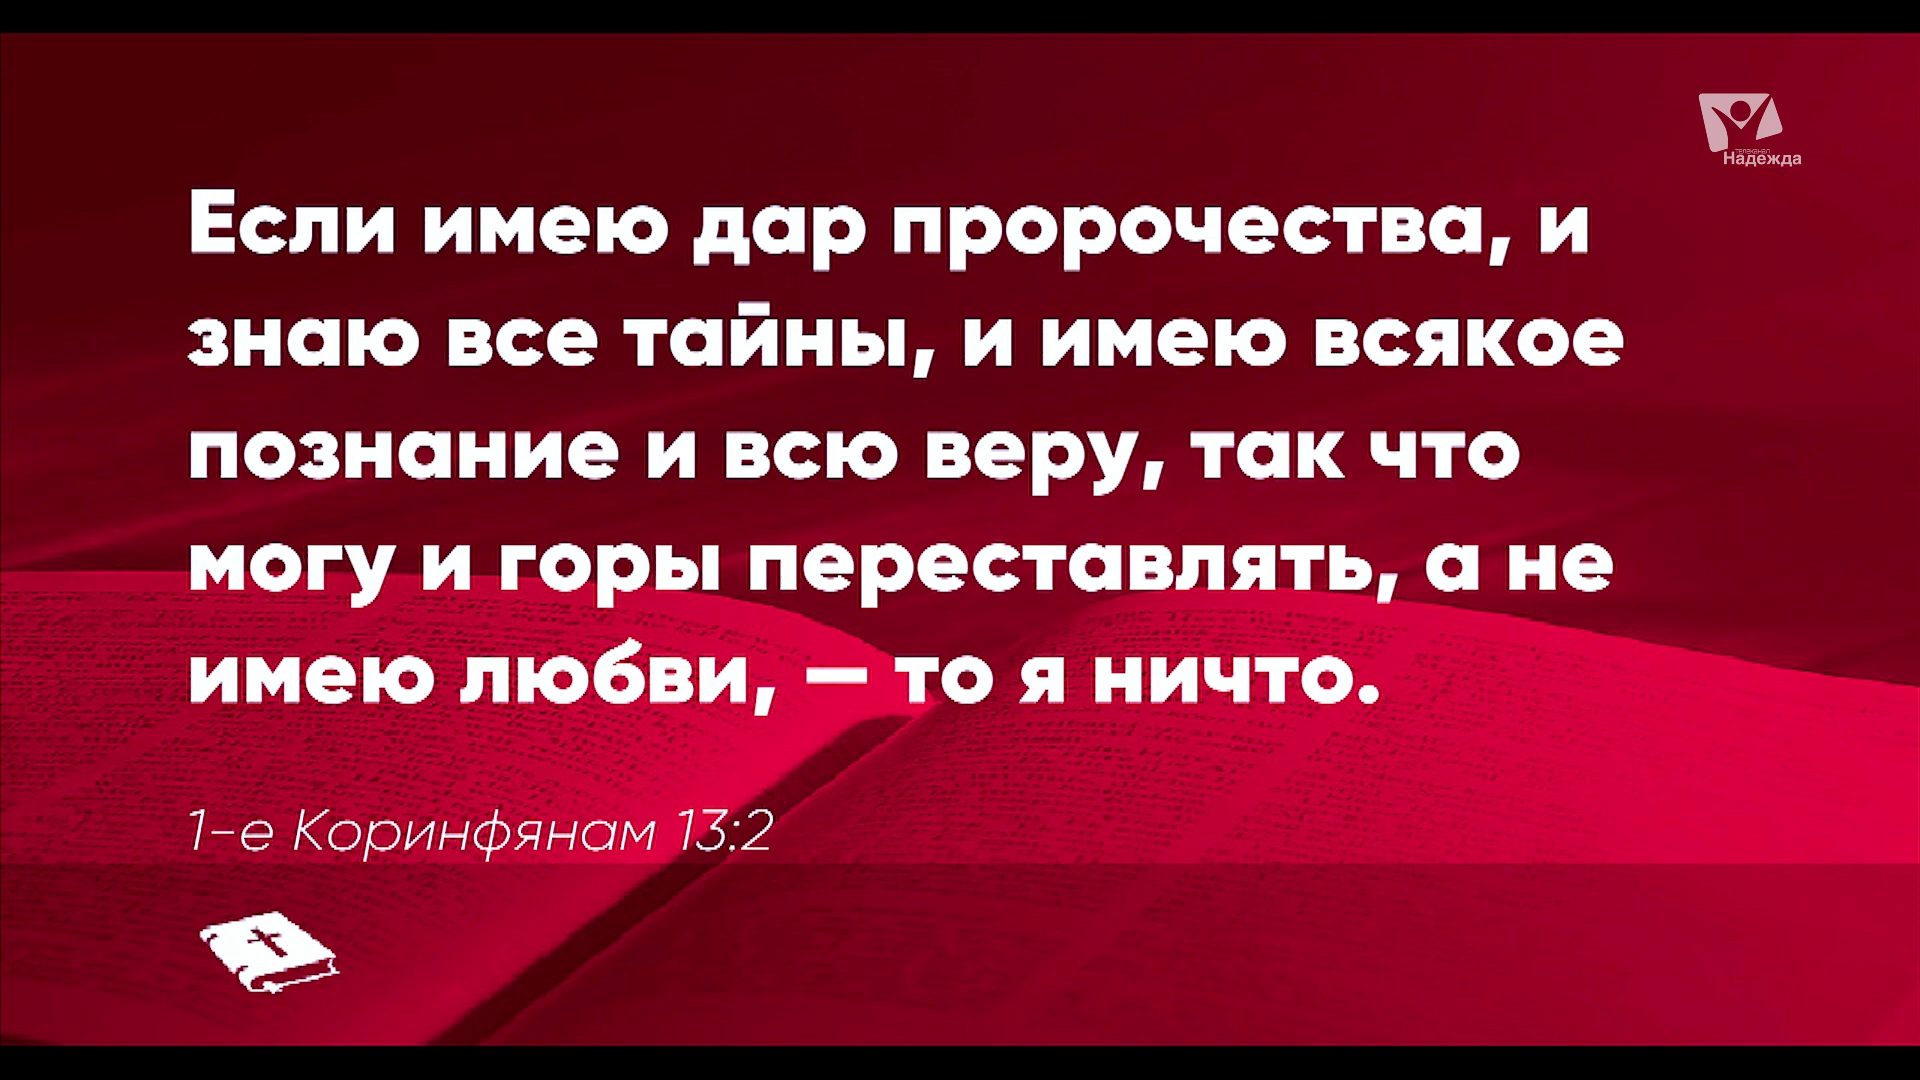 телеканал
Надежда
Если имею дар пророчества, и
знаю все тайны, и имею всякое
познание и всю веру, так что
могу и горы переставлять, а не
имею любви, – то я ничто.
1-е Коринфянам 13:2